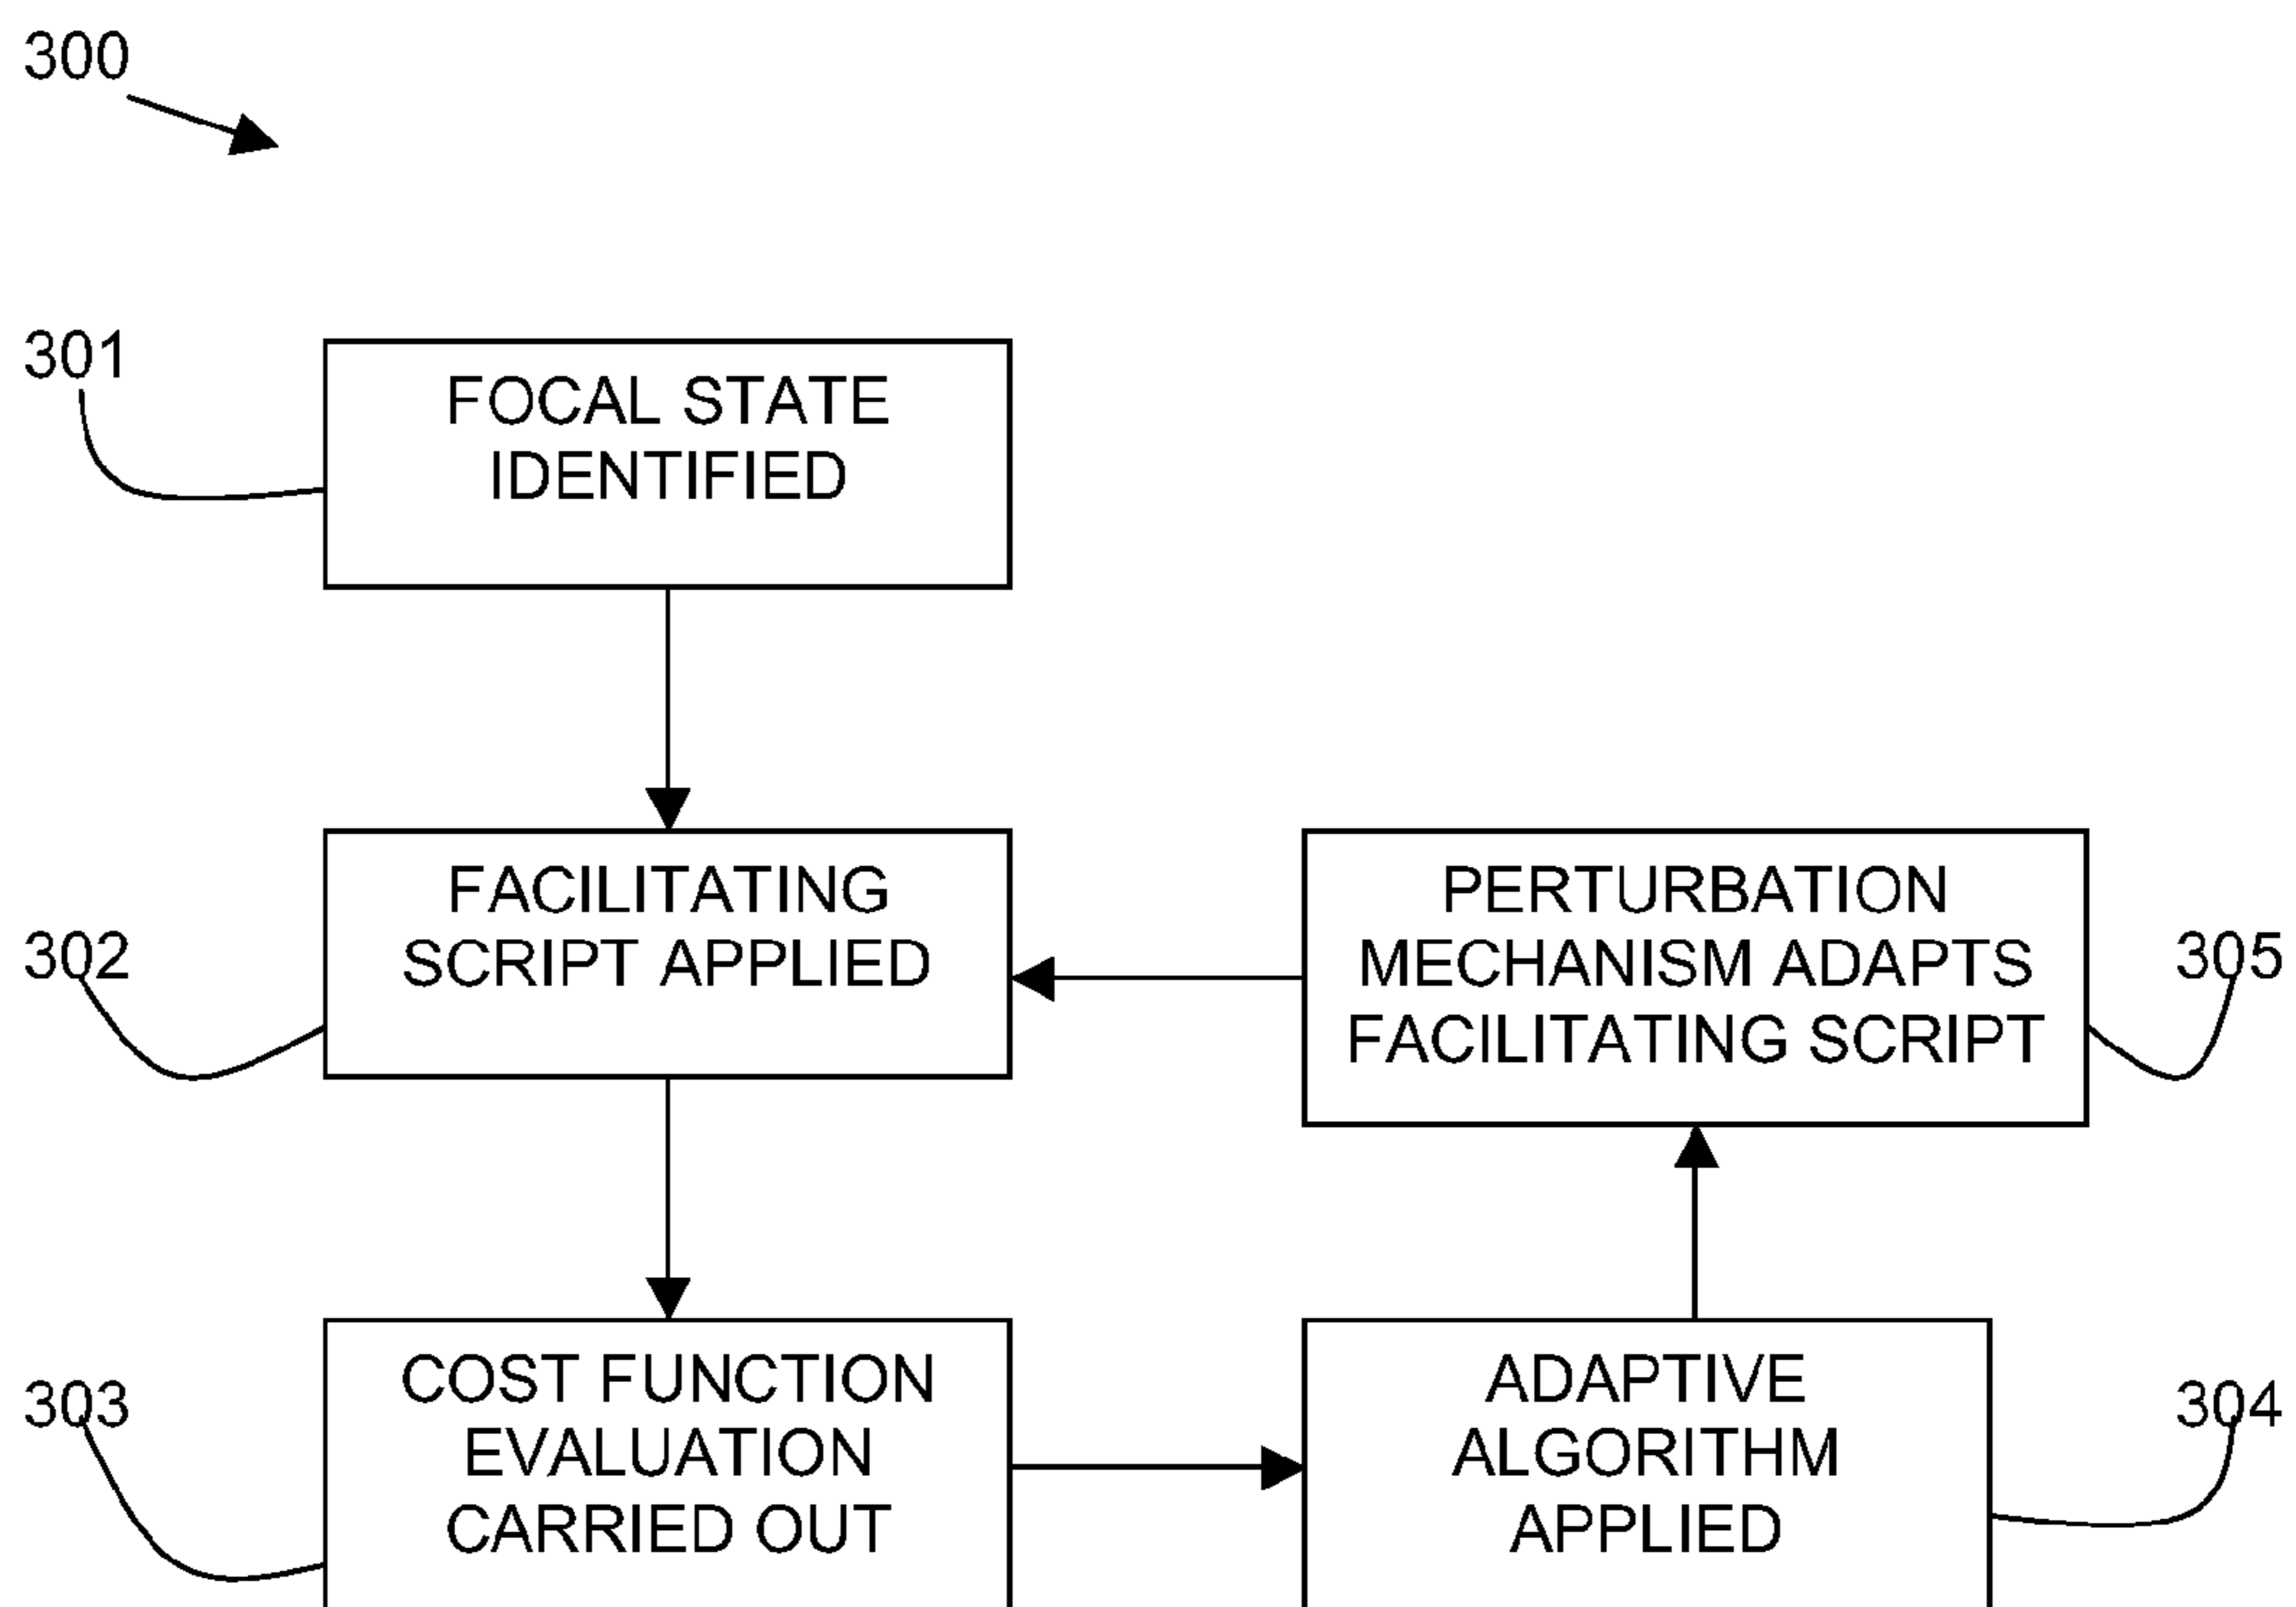 300
301
FOCAL STATE
IDENTIFIED
302
FACILITATING
SCRIPT APPLIED
PERTURBATION
MECHANISM ADAPTS
FACILITATING SCRIPT
305
303
COST FUNCTION
EVALUATION
CARRIED OUT
ADAPTIVE
ALGORITHM
APPLIED
304